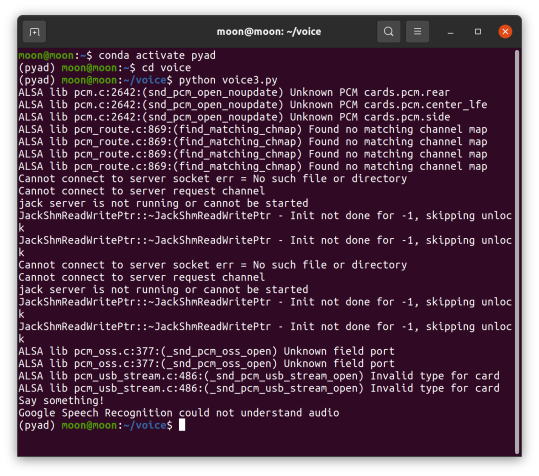 moon@moon: ~/voice
moon@moon:~$ conda activate pyad
(pyad) moon@moon:~$ cd voice
(pyad) moon@moon:~/voice$ python voice3.py
ALSA lib pcm.c:2642:(snd_pcm_open_noupdate) Unknown PCM cards.pcm.rear
ALSA lib pcm.c:2642:(snd_pcm_open_noupdate) Unknown PCM cards.pcm.center_lfe
ALSA lib pcm.c:2642:(snd_pcm_open_noupdate) Unknown PCM cards.pcm.side
ALSA lib pcm_route.c:869:(find_matching_chmap) Found no matching channel map
ALSA lib pcm_route.c:869:(find_matching_chmap) Found no matching channel map
ALSA lib pcm_route.c:869:(find_matching_chmap) Found no matching channel map
ALSA lib pcm_route.c:869:(find_matching_chmap) Found no matching channel map
Cannot connect to server socket err = No such file or directory
Cannot connect to server request channel
jack server is not running or cannot be started
JackShmReadWritePtr::~JackShmReadWritePtr - Init not done for -1, skipping unloc
k
JackShmReadWritePtr::~JackShmReadWritePtr - Init not done for -1, skipping unloc
k
Cannot connect to server socket err = No such file or directory
Cannot connect to server request channel
jack server is not running or cannot be started
JackShmReadWritePtr::~JackShmReadWritePtr - Init not done for -1, skipping unloc
k
JackShmReadWritePtr::~JackShmReadWritePtr - Init not done for -1, skipping unloc
k
ALSA lib pcm_oss.c:377:(_snd_pcm_oss_open) Unknown field port
ALSA lib pcm_oss.c:377:(_snd_pcm_oss_open) Unknown field port
ALSA lib pcm_usb_stream.c:486:(_snd_pcm_usb_stream_open) Invalid type for card
ALSA lib pcm_usb_stream.c:486:(_snd_pcm_usb_stream_open) Invalid type for card
Say something!
Google Speech Recognition could not understand audio
(pyad) moon@moon:~/voice$